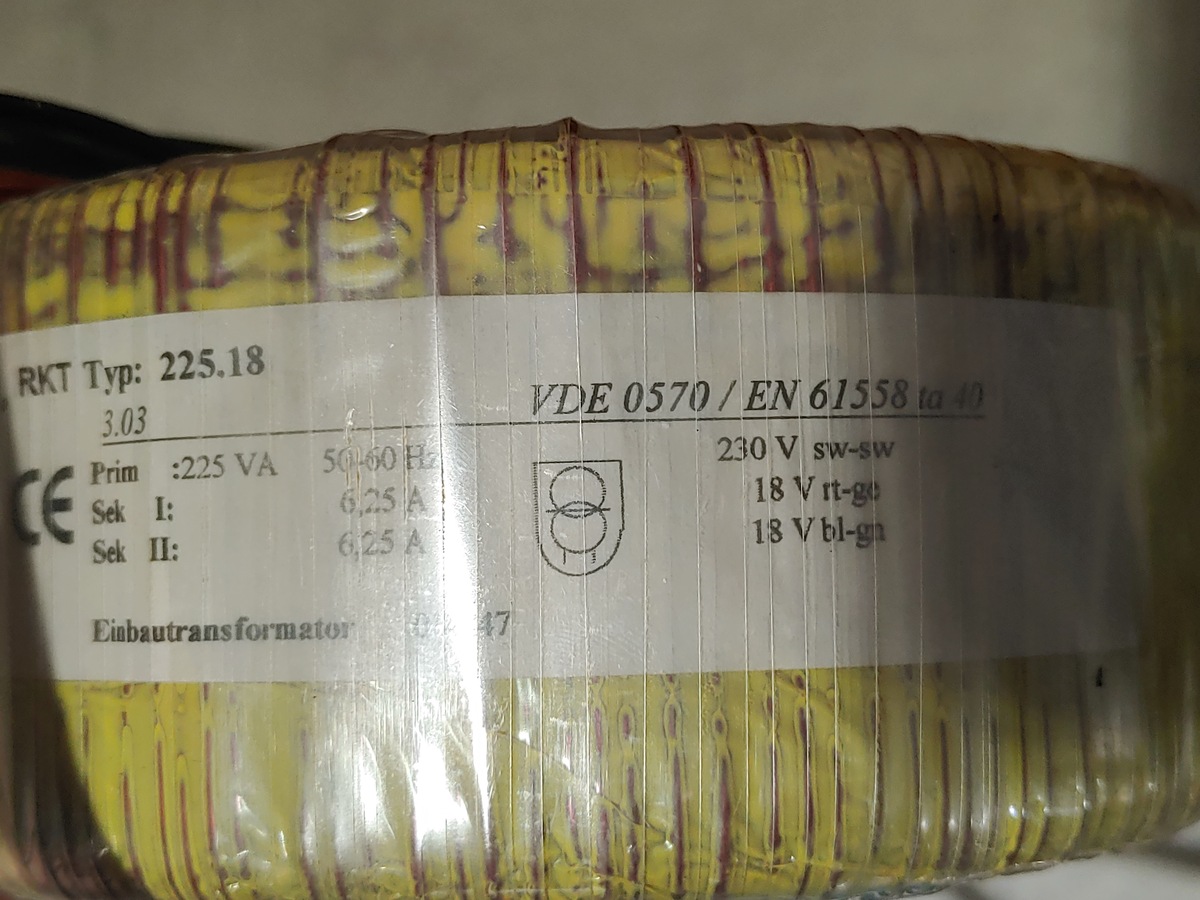 RKT Typ: 225.18
3.03
VDE 0570 / EN 61558 ta 40
CE
Prim :225 VA 50-60 Hz 230 V sw-sw
Sek I: 6,25 A 18 V rt-ge
Sek II: 6,25 A 18 V bl-gn
Einbautransformator